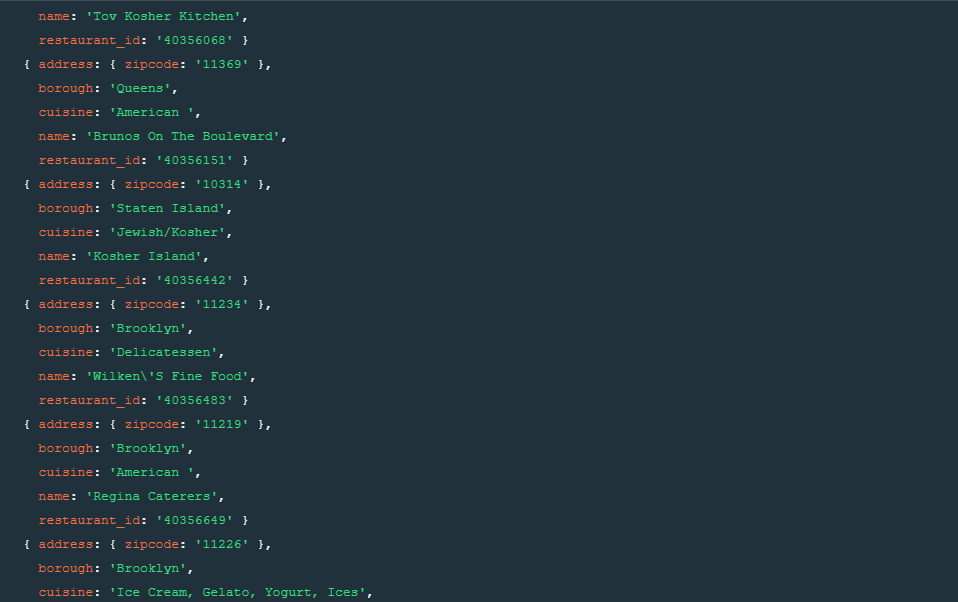 name: 'Tov Kosher Kitchen',
restaurant_id: '40356068' }
{ address: { zipcode: '11369' },
borough: 'Queens',
cuisine: 'American ',
name: 'Brunos On The Boulevard',
restaurant_id: '40356151' }
{ address: { zipcode: '10314' },
borough: 'Staten Island',
cuisine: 'Jewish/Kosher',
name: 'Kosher Island',
restaurant_id: '40356442' }
{ address: { zipcode: '11234' },
borough: 'Brooklyn',
cuisine: 'Delicatessen',
name: 'Wilken\'S Fine Food',
restaurant_id: '40356483' }
{ address: { zipcode: '11219' },
borough: 'Brooklyn',
cuisine: 'American ',
name: 'Regina Caterers',
restaurant_id: '40356649' }
{ address: { zipcode: '11226' },
borough: 'Brooklyn',
cuisine: 'Ice Cream, Gelato, Yogurt, Ices',